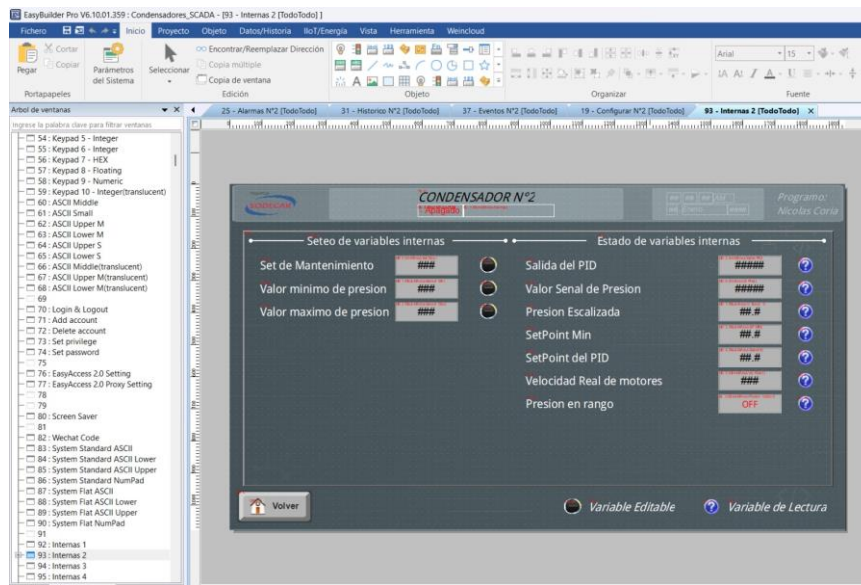 EasyBuilder Pro V6.10.01.359 : Condensadores_SCADA - [93 - Internas 2 [TodoTodo] ]
Fichero Inicio Proyecto Objeto Datos/Historia IIoT/Energía Vista Herramienta Weincloud
Cortar
Copiar
Pegar
Parámetros del Sistema
Seleccionar
Encontrar/Reemplazar Dirección
Copia múltiple
Copia de ventana
Arial 15
Portapapeles Edición Objeto Organizar Fuente
Arbol de ventanas
25 - Alarmas N°2 [TodoTodo] 31 - Historico N°2 [TodoTodo] 37 - Eventos N°2 [TodoTodo] 19 - Configurar N°2 [TodoTodo] 93 - Internas 2 [TodoTodo]
Ingrese la palabra clave para filtrar ventanas
54 : Keypad 5 - Integer
55 : Keypad 6 - Integer
56 : Keypad 7 - HEX
57 : Keypad 8 - Floating
58 : Keypad 9 - Numeric
59 : Keypad 10 - Integer(translucent)
60 : ASCII Middle
61 : ASCII Small
62 : ASCII Upper M
63 : ASCII Lower M
64 : ASCII Upper S
65 : ASCII Lower S
66 : ASCII Middle(translucent)
67 : ASCII Upper M(translucent)
68 : ASCII Lower M(translucent)
69
70 : Login & Logout
71 : Add account
72 : Delete account
73 : Set privilege
74 : Set password
75
76 : EasyAccess 2.0 Setting
77 : EasyAccess 2.0 Proxy Setting
78
79
80 : Screen Saver
81
82 : Wechat Code
83 : System Standard ASCII
84 : System Standard ASCII Lower
85 : System Standard ASCII Upper
86 : System Standard NumPad
87 : System Flat ASCII
88 : System Flat ASCII Lower
89 : System Flat ASCII Upper
90 : System Flat NumPad
91
92 : Internas 1
93 : Internas 2
94 : Internas 3
95 : Internas 4
SODECAR
CONDENSADOR N°2
Apagado
Programo:
Nicolas Coria
Seteo de variables internas
Set de Mantenimiento ###
Valor minimo de presion ###
Valor maximo de presion ###
Estado de variables internas
Salida del PID #####
Valor Senal de Presion #####
Presion Escalizada ##.#
SetPoint Min ##.#
SetPoint del PID ##.#
Velocidad Real de motores ###
Presion en rango OFF
Volver
Variable Editable
Variable de Lectura